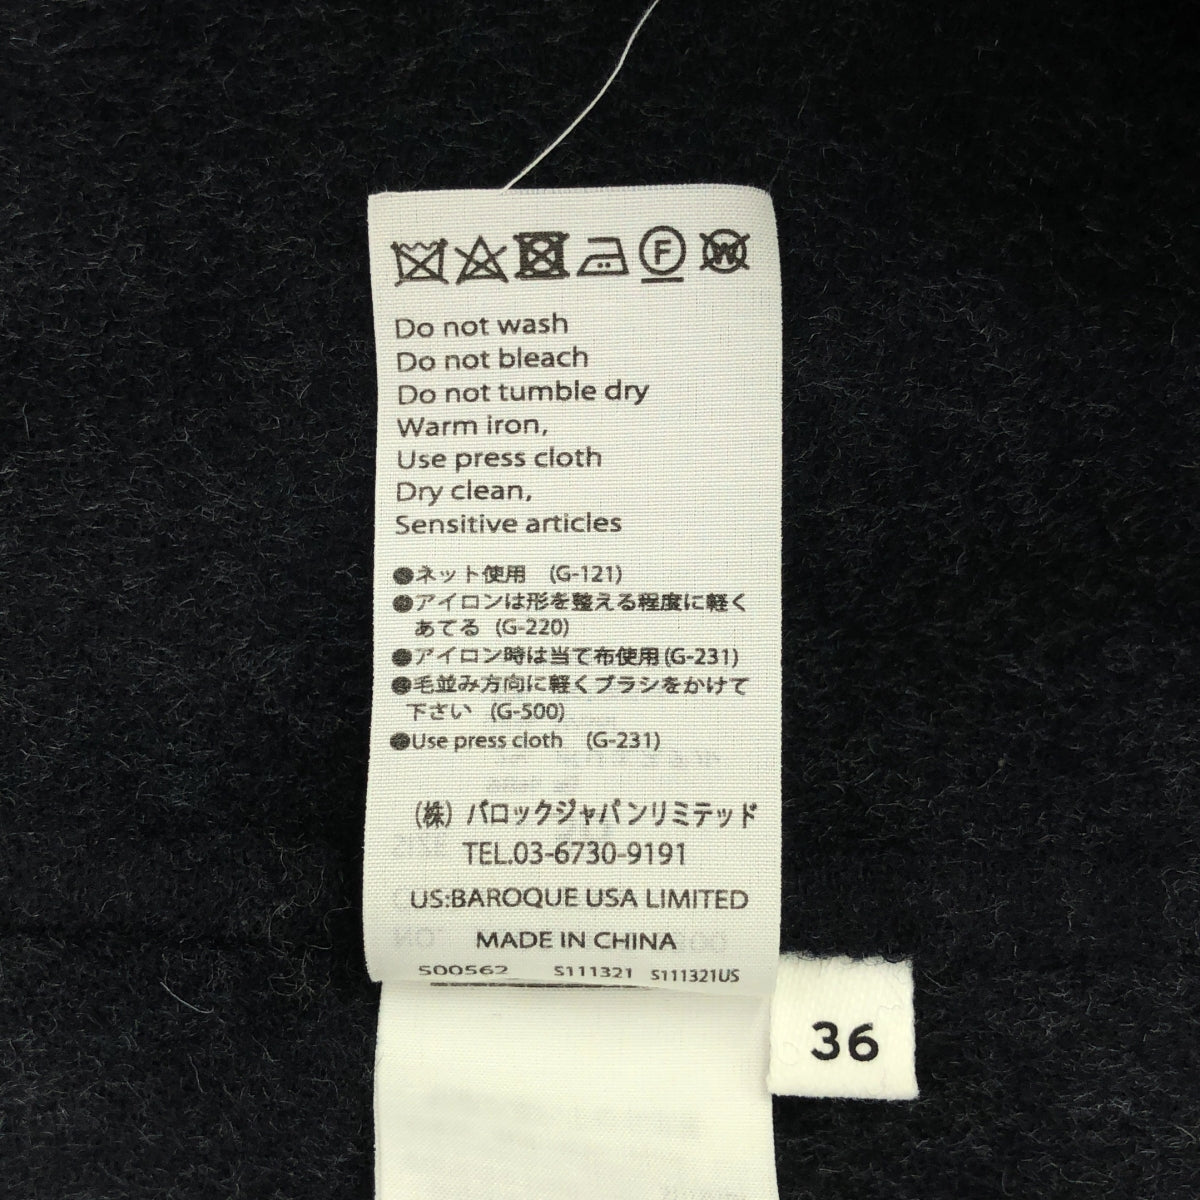 F W
Do not wash
Do not bleach
Do not tumble dry
Warm iron,
Use press cloth
Dry clean,
Sensitive articles
●ネット使用 (G-121)
●アイロンは形を整える程度に軽く
あてる (G-220)
●アイロン時は当て布使用(G-231)
●毛並み方向に軽くブラシをかけて
下さい (G-500)
●Use press cloth (G-231)
(株) バロックジャパンリミテッド
TEL.03-6730-9191
US:BAROQUE USA LIMITED
MADE IN CHINA
S00562 S111321 S111321US
36